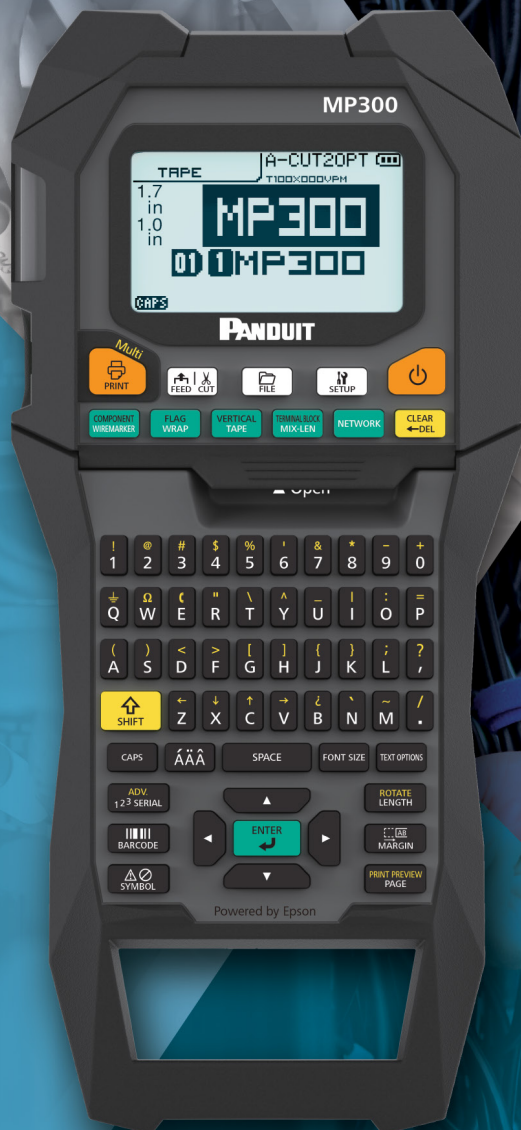 MP300
TAPE A-CUT20PT
T100X000VPM
1.7
in
1.0
in
MP300
01 1 MP300
CAPS
PANDUIT
Multi
PRINT FEED CUT FILE SETUP
COMPONENT FLAG VERTICAL TERMINAL BLOCK NETWORK CLEAR
WIREMARKER WRAP TAPE MIX-LEN ←DEL
▲ Open
! @ # $ % ' & * - +
1 2 3 4 5 6 7 8 9 0
⏚ Ω ( " \ ^ _ | : =
Q W E R T Y U I O P
( ) < > [ ] { } ; ?
A S D F G H J K L ,
← ↓ ↑ → ¿ ` ~ /
SHIFT Z X C V B N M .
CAPS ÁÄÂ SPACE FONT SIZE TEXT OPTIONS
ADV. ▲ ROTATE
123 SERIAL LENGTH
BARCODE ◄ ENTER ► AB
MARGIN
SYMBOL ▼ PRINT PREVIEW
PAGE
Powered by Epson